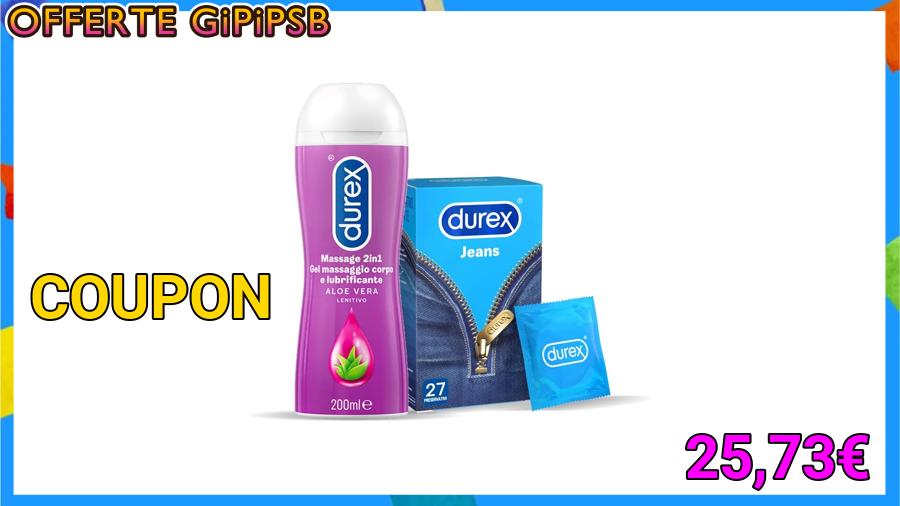 OFFERTE GiPiPSB
durex
Massage 2in1
Gel massaggio corpo
e lubrificante
ALOE VERA
LENITIVO
200ml e
durex
Jeans
DUREX
27
PRESERVATIVI
durex
COUPON
25,73€